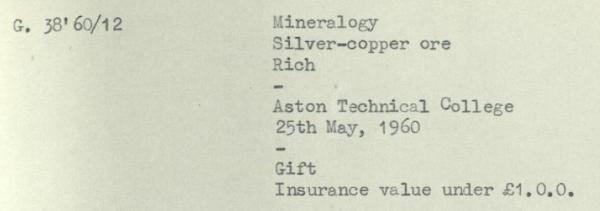 G. 38'60/12 Mineralogy
Silver-copper ore
Rich
-
Aston Technical College
25th May, 1960
-
Gift
Insurance value under £1.0.0.